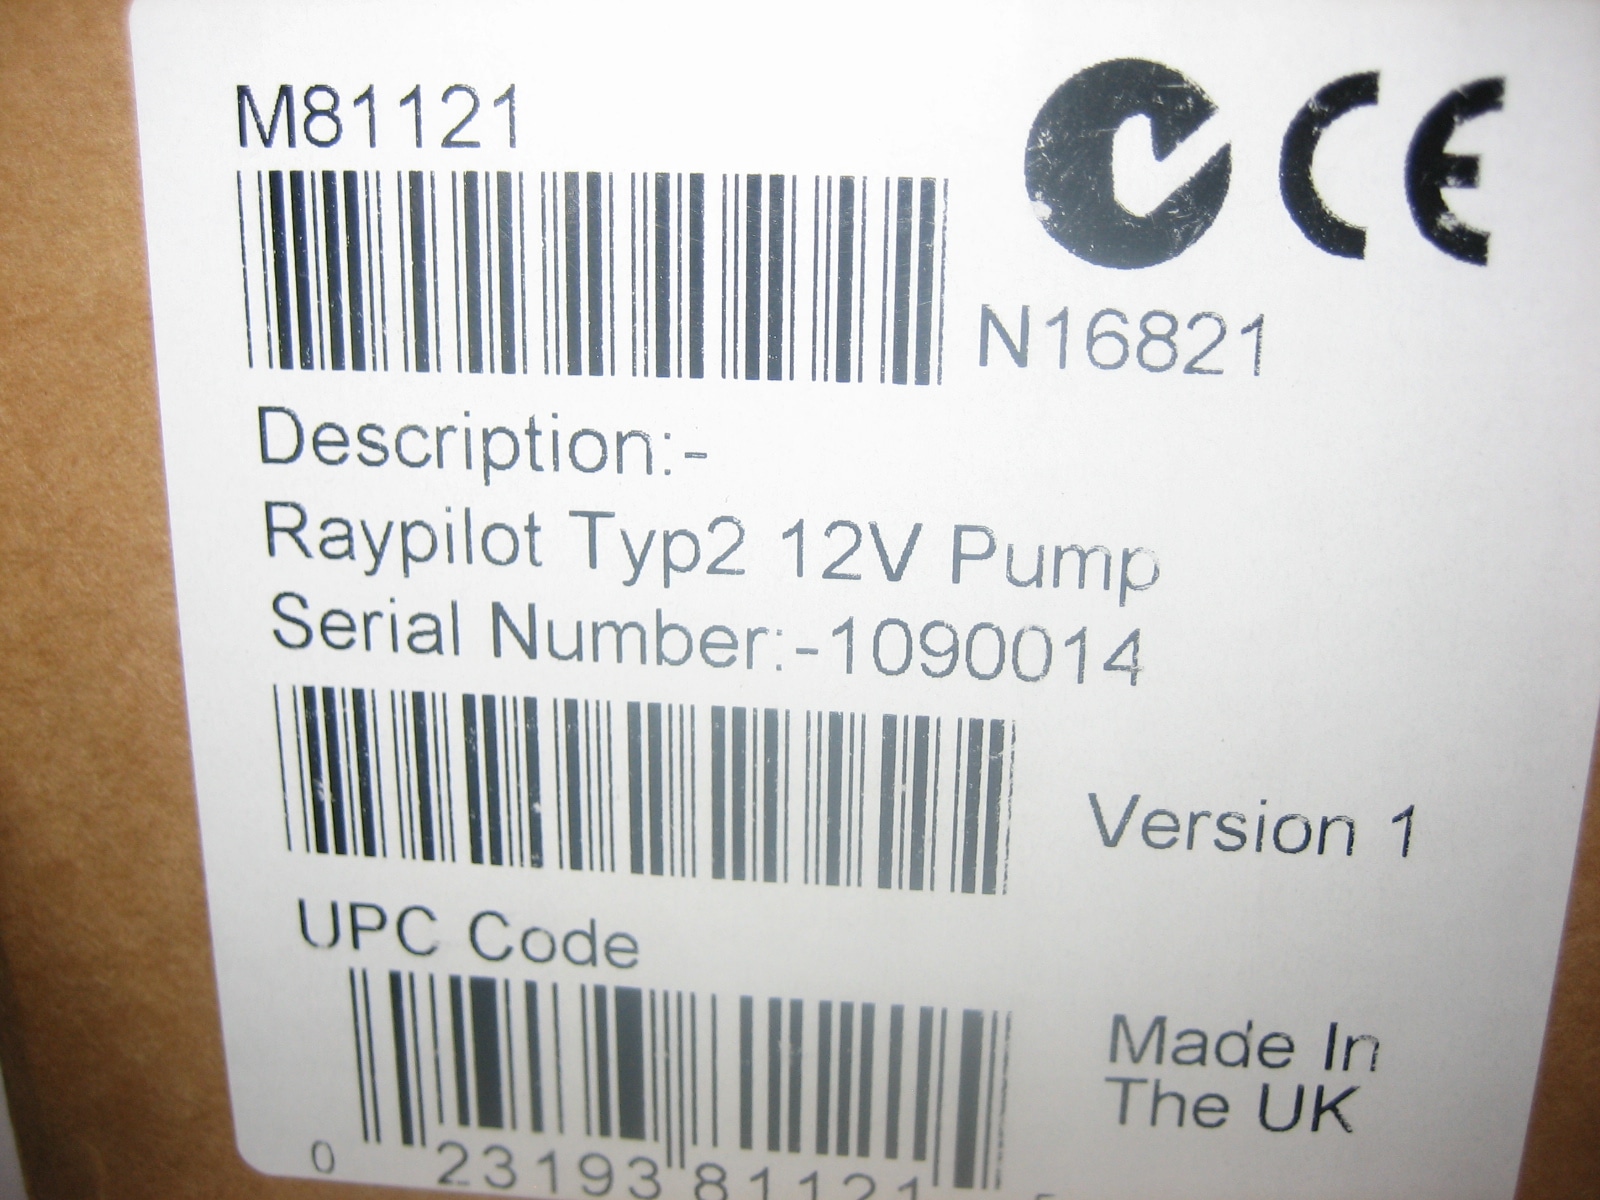 M81121
CE
N16821
Description:-
Raypilot Typ2 12V Pump
Serial Number:-1090014
Version 1
UPC Code
Made In
The UK
0 23193 81121